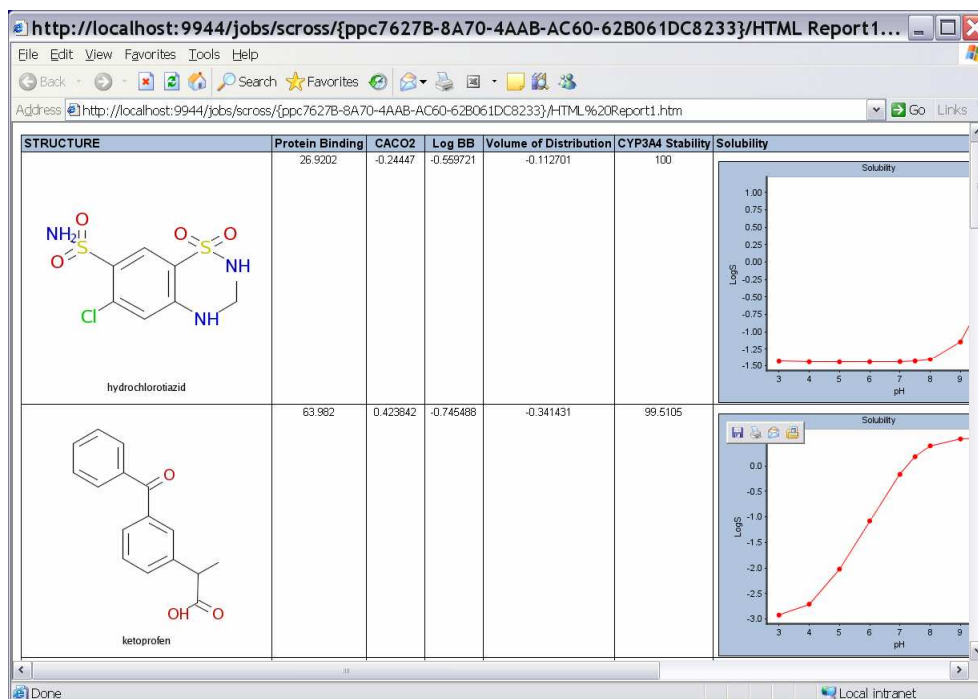 http://localhost:9944/jobs/scross/{ppc7627B-8A70-4AAB-AC60-62B061DC8233}/HTML Report1...
File Edit View Favorites Tools Help
Back Search Favorites
Address http://localhost:9944/jobs/scross/{ppc7627B-8A70-4AAB-AC60-62B061DC8233}/HTML%20Report1.htm Go Links
STRUCTURE Protein Binding CACO2 Log BB Volume of Distribution CYP3A4 Stability Solubility
26.9202 -0.24447 -0.559721 -0.112701 100
Solubility
1.00
0.75
0.50
0.25
0.00
-0.25
-0.50
-0.75
-1.00
-1.25
-1.50
LogS
3 4 5 6 7 8 9
pH
O
NH2
S
O
O
O
S
NH
NH
Cl
hydrochlorotiazid
63.982 0.423842 -0.745488 -0.341431 99.5105
Solubility
0.0
-0.5
-1.0
-1.5
-2.0
-2.5
-3.0
LogS
3 4 5 6 7 8 9
pH
O
OH
O
ketoprofen
Done Local intranet